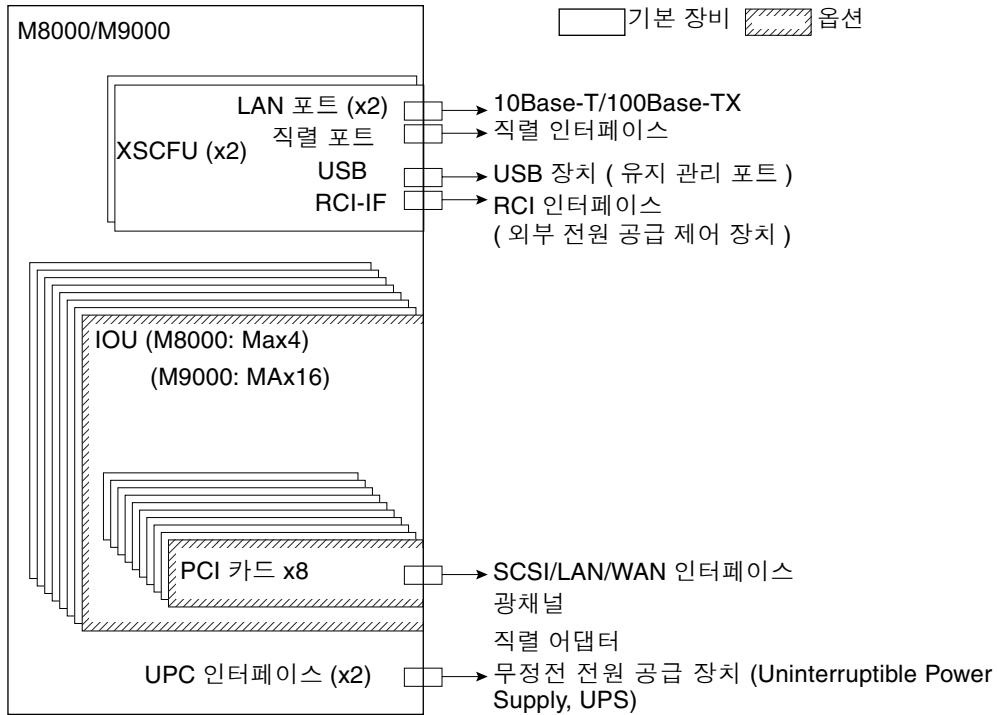 M8000/M9000
기본 장비
옵션
LAN 포트 (x2)
10Base-T/100Base-TX
직렬 포트
직렬 인터페이스
XSCFU (x2)
USB
USB 장치 ( 유지 관리 포트 )
RCI-IF
RCI 인터페이스
( 외부 전원 공급 제어 장치 )
IOU (M8000: Max4)
(M9000: MAx16)
PCI 카드 x8
SCSI/LAN/WAN 인터페이스
광채널
직렬 어댑터
UPC 인터페이스 (x2)
무정전 전원 공급 장치 (Uninterruptible Power
Supply, UPS)